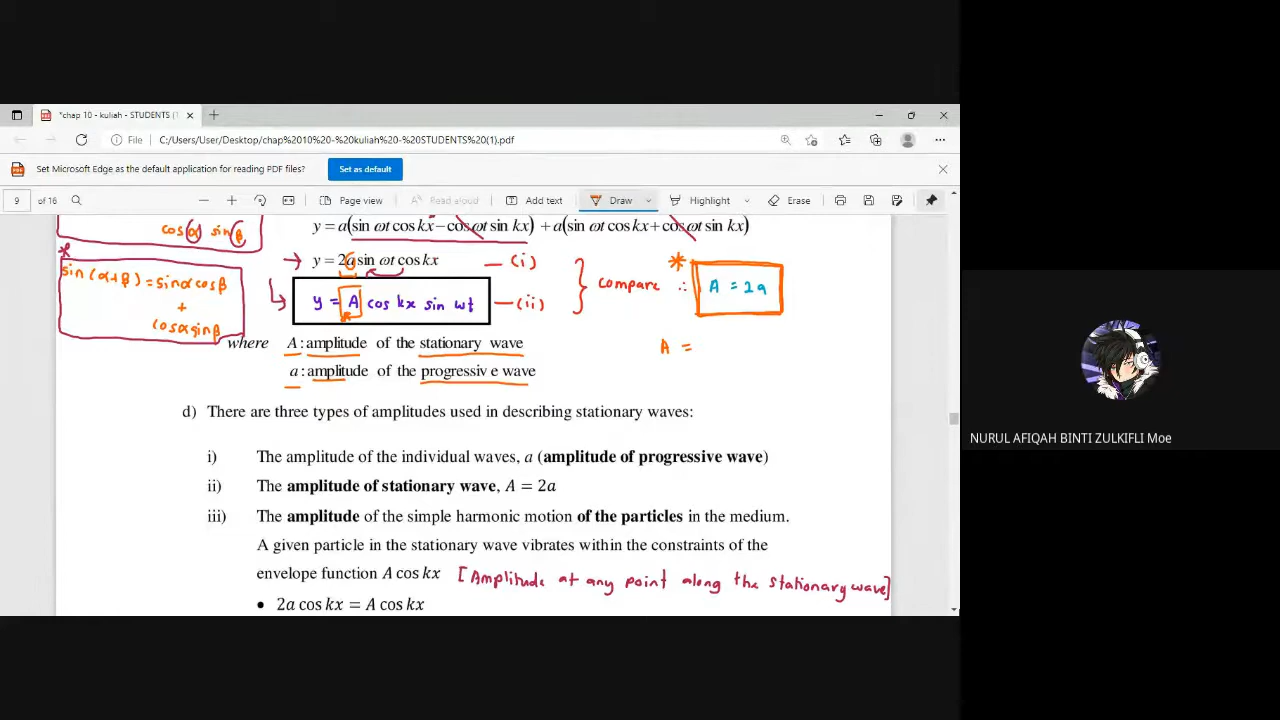 *chap 10 - kuliah - STUDENTS (1
File C:/Users/User/Desktop/chap%2010%20-%20kuliah%20-%20STUDENTS%20(1).pdf
Set Microsoft Edge as the default application for reading PDF files? Set as default
9 of 16 Page view Read aloud Add text Draw Highlight Erase
cos α sin β
y = a(sin ωt cos kx − cos ωt sin kx) + a(sin ωt cos kx + cos ωt sin kx)
y = 2a sin ωt cos kx — (i)
* sin (α+β) = sin α cos β
+
cos α sin β
y = A cos kx sin wt — (ii)
compare ∴ * A = 2a
where A : amplitude of the stationary wave
A =
a : amplitude of the progressiv e wave
d) There are three types of amplitudes used in describing stationary waves:
i) The amplitude of the individual waves, a (amplitude of progressive wave)
ii) The amplitude of stationary wave, A = 2a
iii) The amplitude of the simple harmonic motion of the particles in the medium.
A given particle in the stationary wave vibrates within the constraints of the
envelope function A cos kx [Amplitude at any point along the stationary wave]
• 2a cos kx = A cos kx
NURUL AFIQAH BINTI ZULKIFLI Moe